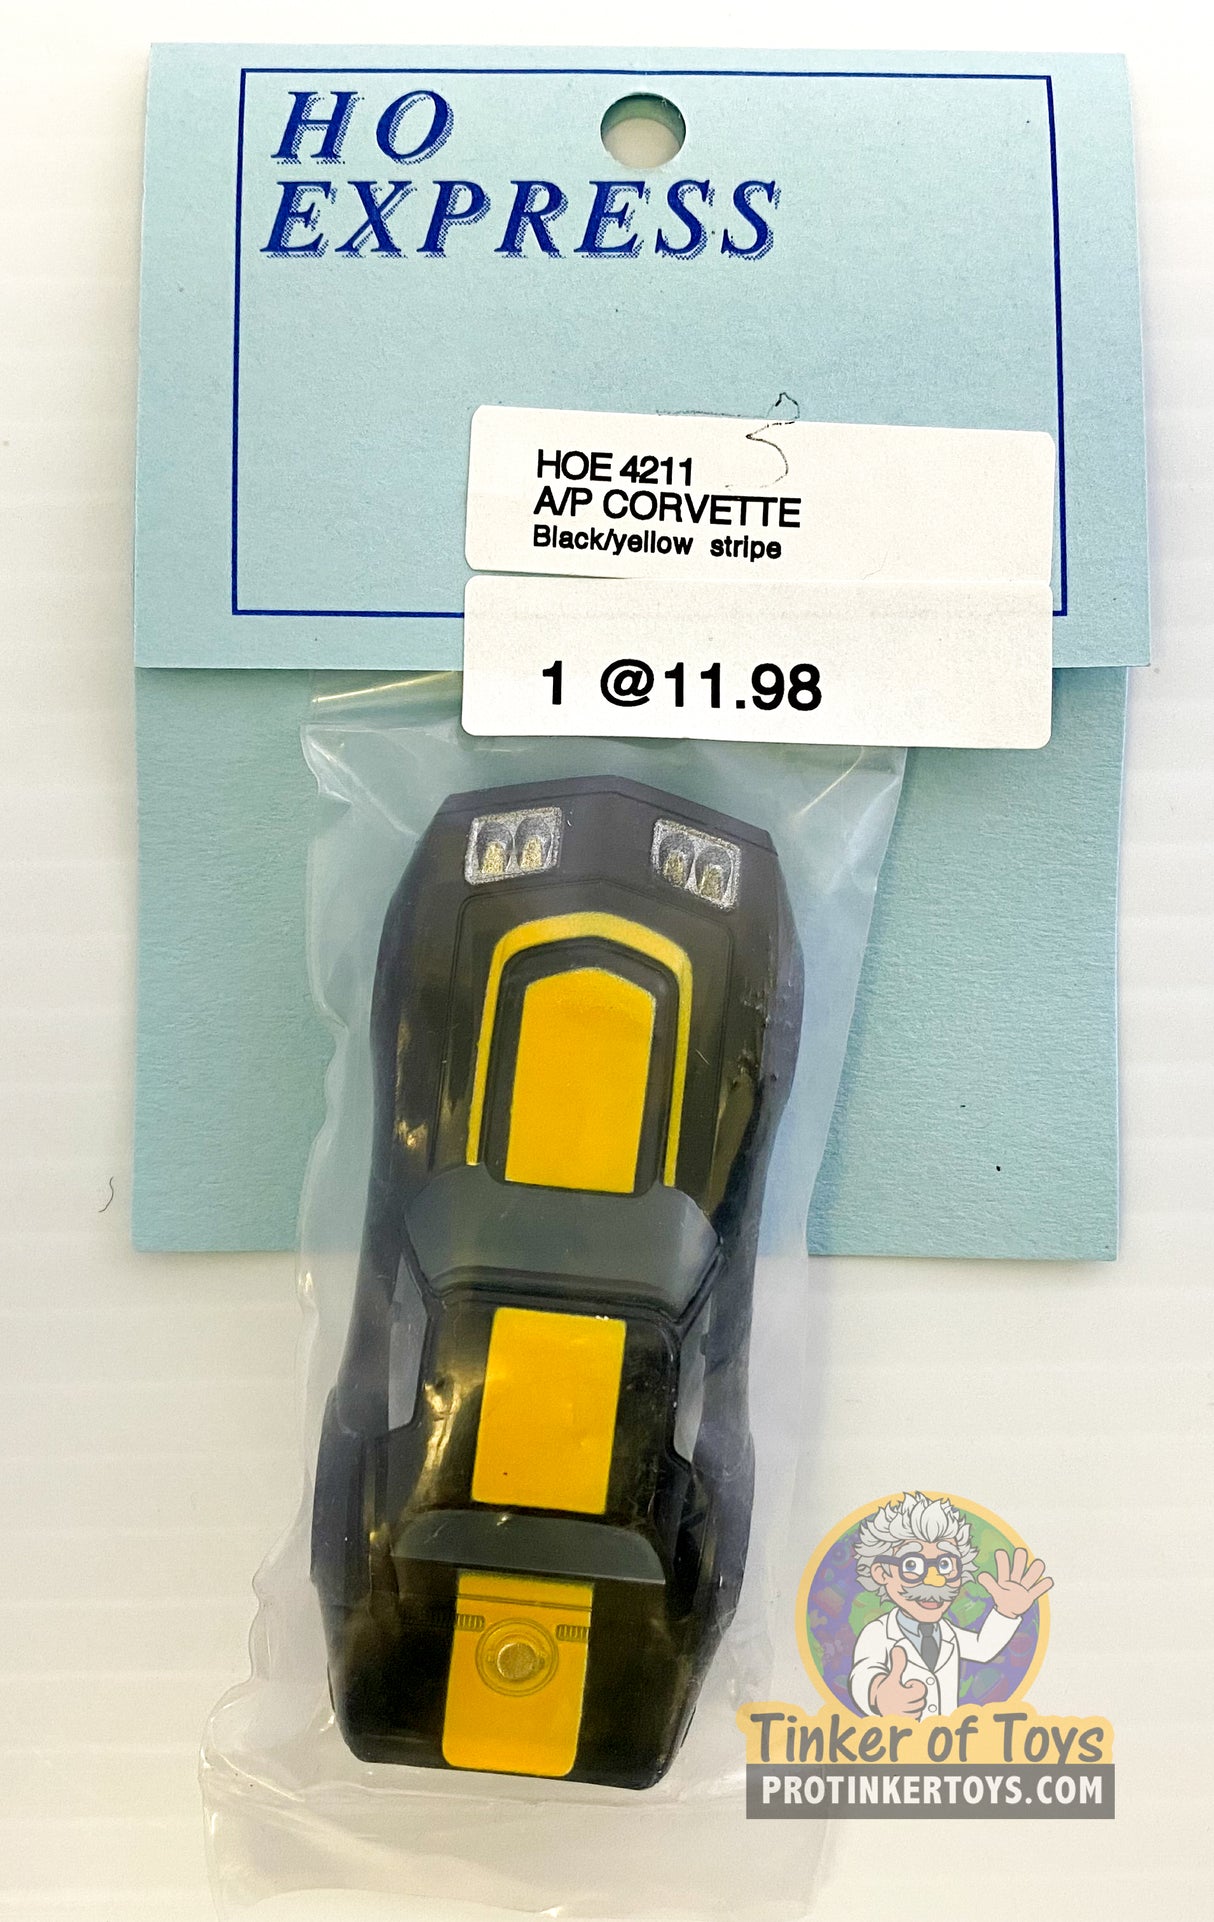 HO
EXPRESS
HOE 4211
A/P CORVETTE
Black/yellow stripe
1 @11.98
Tinker of Toys
PROTINKERTOYS.COM